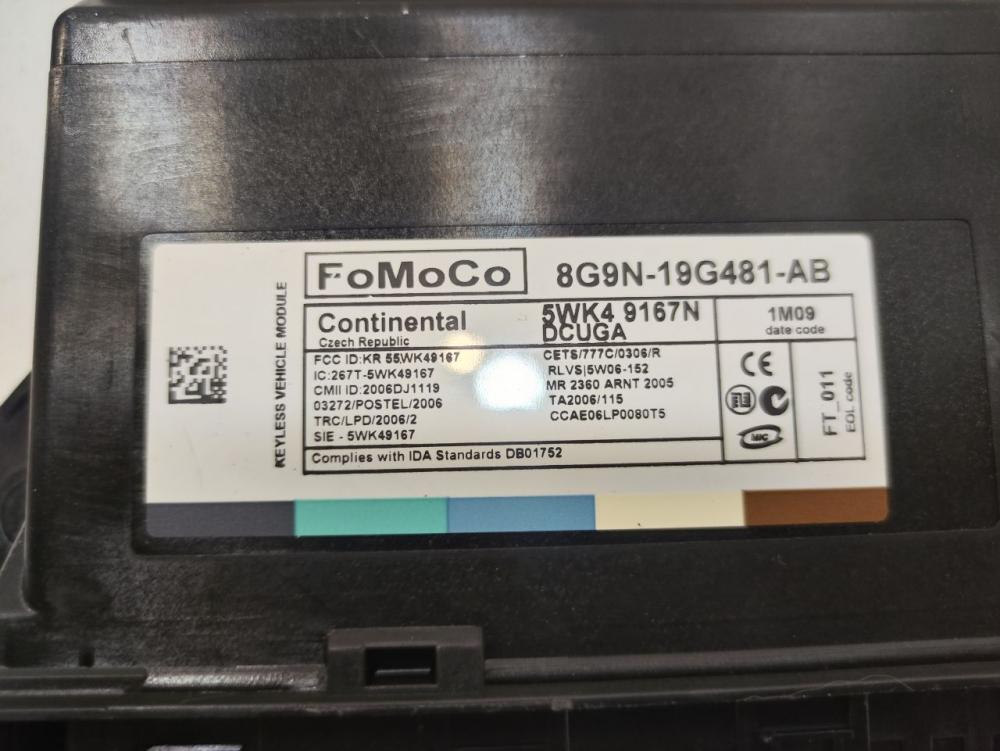 FoMoCo
8G9N-19G481-AB
KEYLESS VEHICLE MODULE
Continental
Czech Republic
5WK4 9167N
DCUGA
1M09
date code
FCC ID:KR 55WK49167
IC:267T-5WK49167
CMII ID:2006DJ1119
03272/POSTEL/2006
TRC/LPD/2006/2
SIE - 5WK49167
CETS/777C/0306/R
RLVS|5W06-152
MR 2360 ARNT 2005
TA2006/115
CCAE06LP0080T5
CE
N
C
MIC
FT_011
EOL code
Complies with IDA Standards DB01752